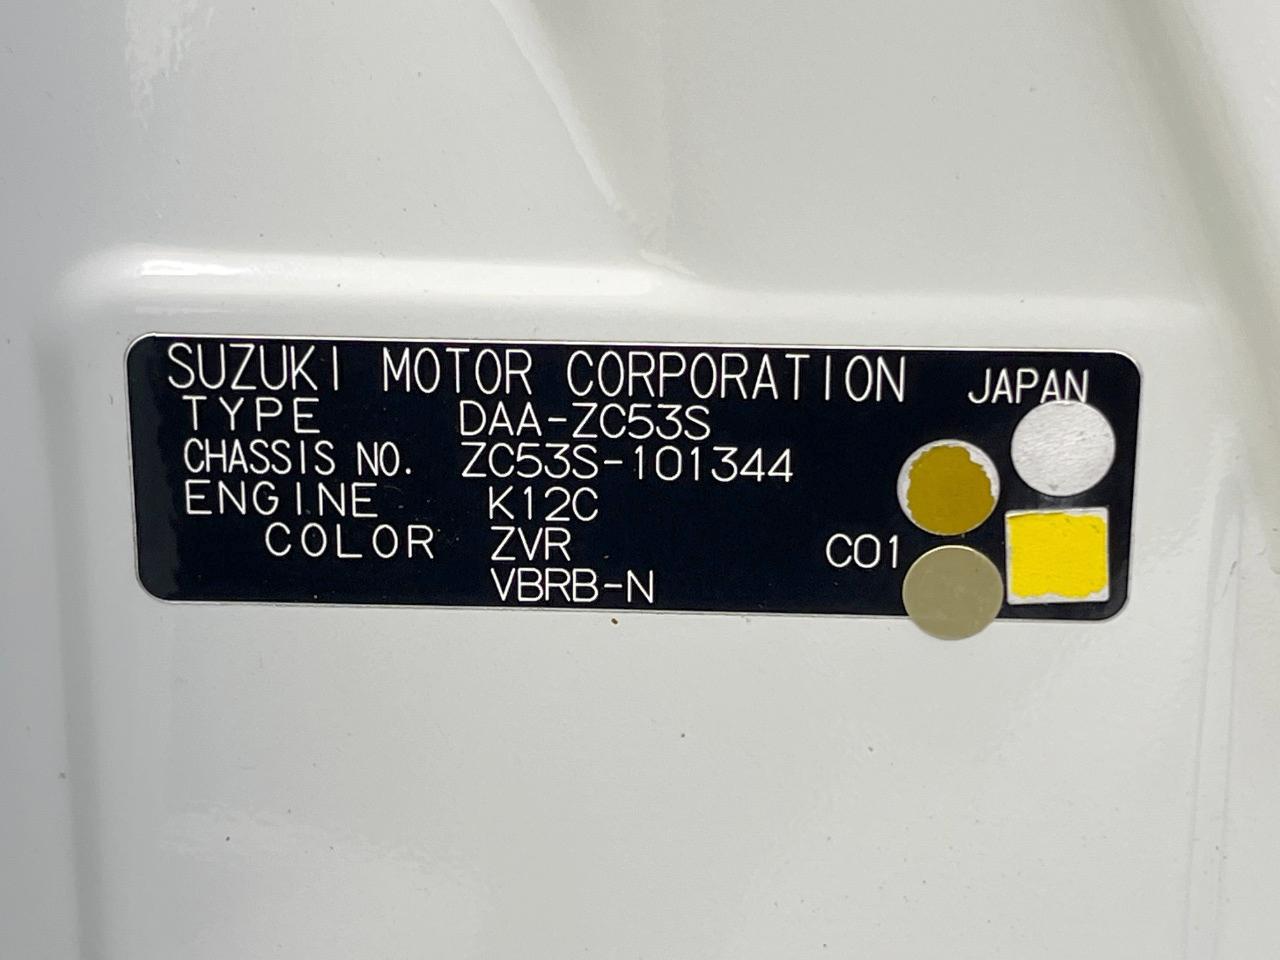 SUZUKI MOTOR CORPORATION JAPAN
TYPE DAA-ZC53S
CHASSIS NO. ZC53S-101344
ENGINE K12C
COLOR ZVR C01
VBRB-N